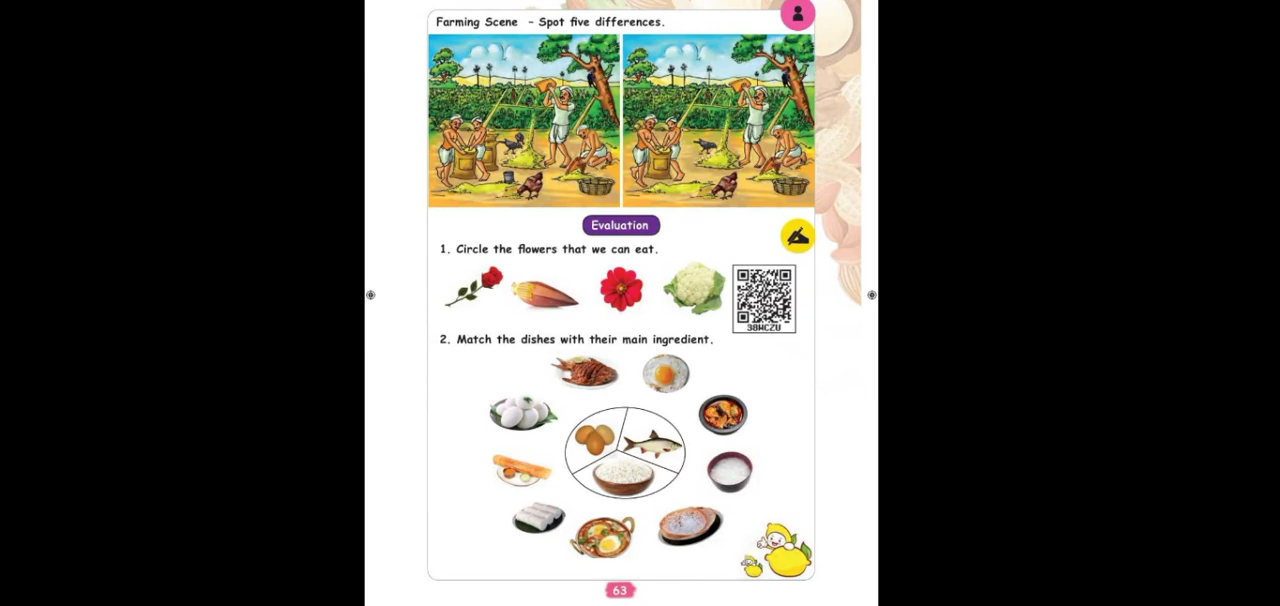 Farming Scene - Spot five differences.
Evaluation
1. Circle the flowers that we can eat.
38WCZU
2. Match the dishes with their main ingredient.
63